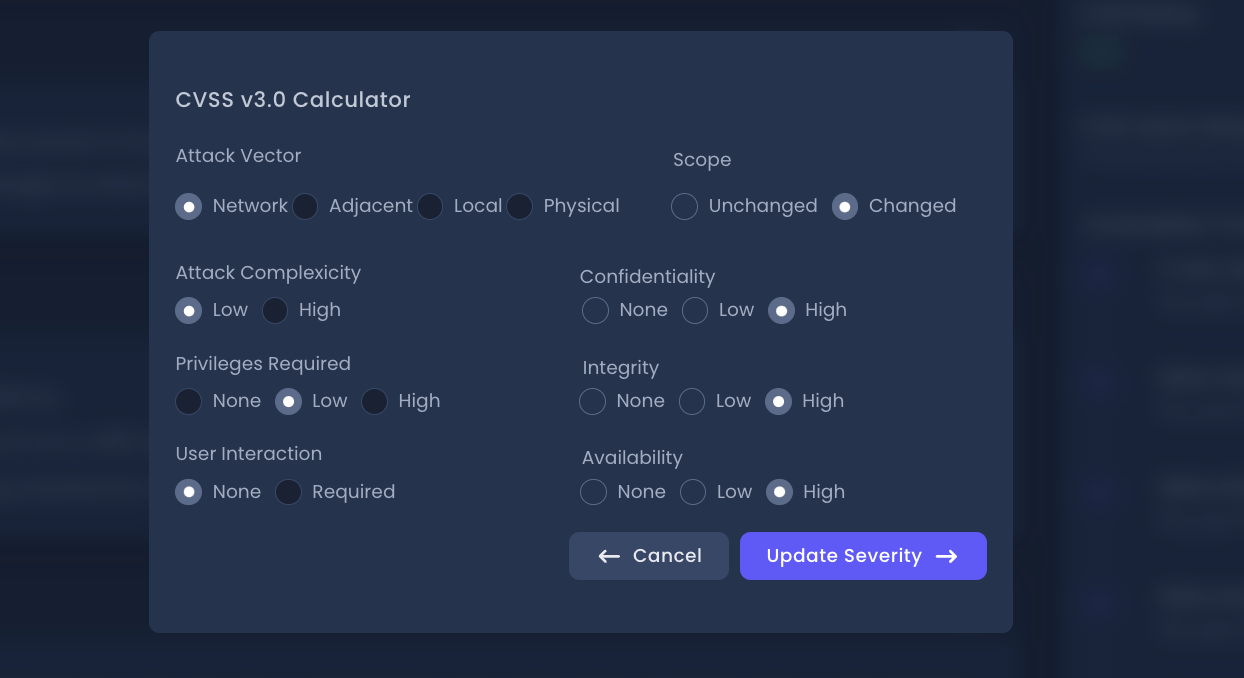 CVSS v3.0 Calculator
Attack Vector
Network Adjacent Local Physical
Scope
Unchanged Changed
Attack Complexicity
Low High
Confidentiality
None Low High
Privileges Required
None Low High
Integrity
None Low High
User Interaction
None Required
Availability
None Low High
Cancel
Update Severity